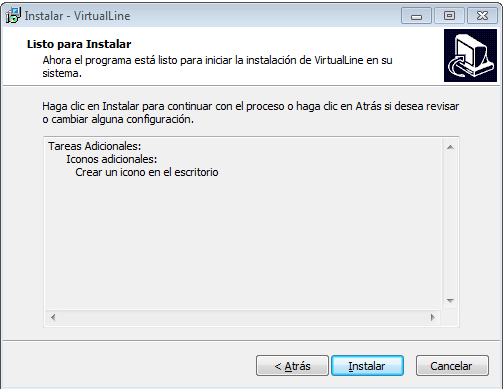 Instalar - VirtualLine
Listo para Instalar
Ahora el programa está listo para iniciar la instalación de VirtualLine en su
sistema.
Haga clic en Instalar para continuar con el proceso o haga clic en Atrás si desea revisar
o cambiar alguna configuración.
Tareas Adicionales:
Iconos adicionales:
Crear un icono en el escritorio
< Atrás
Instalar
Cancelar